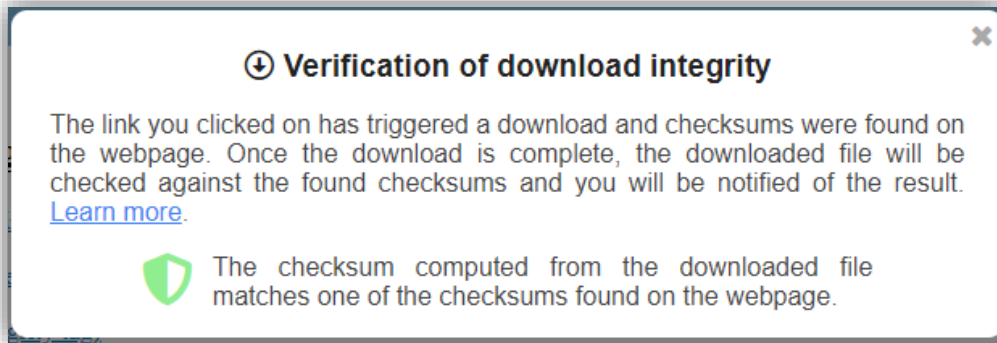 Verification of download integrity
The link you clicked on has triggered a download and checksums were found on
the webpage. Once the download is complete, the downloaded file will be
checked against the found checksums and you will be notified of the result.
Learn more.
The checksum computed from the downloaded file
matches one of the checksums found on the webpage.